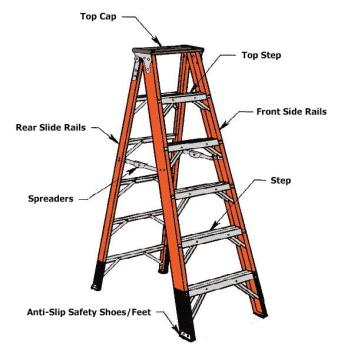 Top Cap
Top Step
Front Side Rails
Rear Slide Rails
Step
Spreaders
Anti-Slip Safety Shoes/Feet